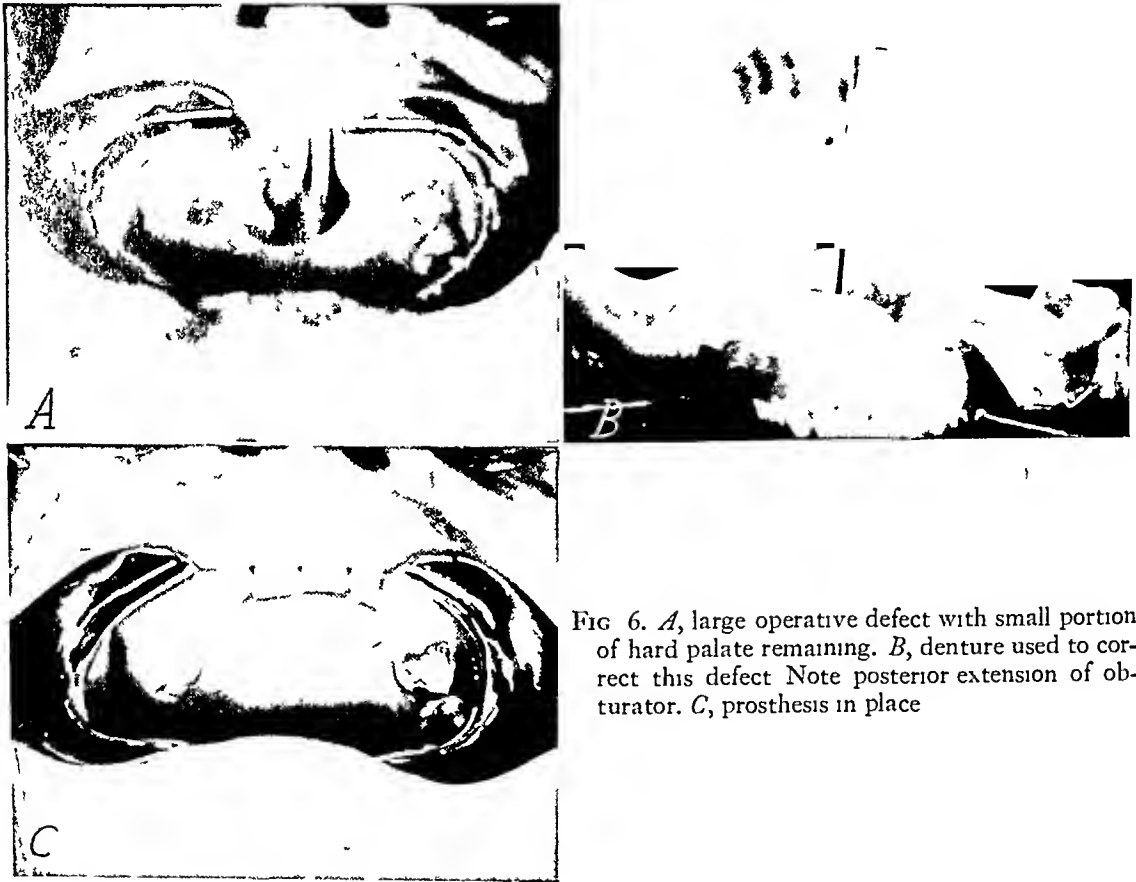 A
B
C
FIG 6. A, large operative defect with small portion
of hard palate remaining. B, denture used to cor-
rect this defect Note posterior extension of ob-
turator. C, prosthesis in place